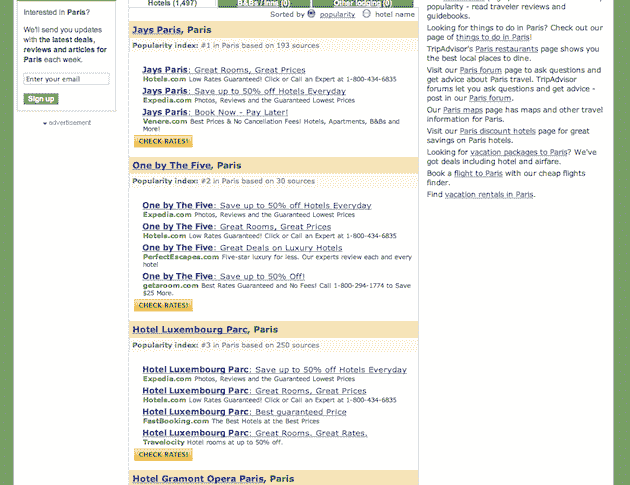 Interested in Paris?
We'll send you updates
with the latest deals,
reviews and articles for
Paris each week.
Enter your email
Sign up
advertisement
Hotels (1,497)
B&Bs / Inns (0)
Other lodging (0)
Sorted by popularity hotel name
Jays Paris, Paris
Popularity index: #1 in Paris based on 193 sources
Jays Paris: Great Rooms, Great Prices
Hotels.com Low Rates Guaranteed! Click or Call an Expert at 1-800-434-6835
Jays Paris: Save up to 50% off Hotels Everyday
Expedia.com Photos, Reviews and the Guaranteed Lowest Prices
Jays Paris: Book Now - Pay Later!
Venere.com Best Prices & No Cancellation Fees! Hotels, Apartments, B&Bs and
More!
CHECK RATES!
One by The Five, Paris
Popularity index: #2 in Paris based on 30 sources
One by The Five: Save up to 50% off Hotels Everyday
Expedia.com Photos, Reviews and the Guaranteed Lowest Prices
One by The Five: Great Rooms, Great Prices
Hotels.com Low Rates Guaranteed! Click or Call an Expert at 1-800-434-6835
One by The Five: Great Deals on Luxury Hotels
PerfectEscapes.com Five-star luxury for less. Our experts review each and every
hotel
One by The Five: Save up to 50% Off!
getaroom.com Best Rates Guaranteed and No Fees! Call 1-800-294-1774 to Save
$25 More.
CHECK RATES!
Hotel Luxembourg Parc, Paris
Popularity index: #3 in Paris based on 250 sources
Hotel Luxembourg Parc: Save up to 50% off Hotels Everyday
Expedia.com Photos, Reviews and the Guaranteed Lowest Prices
Hotel Luxembourg Parc: Great Rooms, Great Prices
Hotels.com Low Rates Guaranteed! Click or Call an Expert at 1-800-434-6835
Hotel Luxembourg Parc: Best guaranteed Price
FastBooking.com The Best Hotels at the Best Prices
Hotel Luxembourg Parc: Great Rooms. Great Rates.
Travelocity Hotel rooms at up to 50% off.
CHECK RATES!
Hotel Gramont Opera Paris, Paris
popularity - read traveler reviews and
guidebooks.
Looking for things to do in Paris? Check out our
page of things to do in Paris!
TripAdvisor's Paris restaurants page shows you
the best local places to dine.
Visit our Paris forum page to ask questions and
get advice about Paris travel. TripAdvisor
forums let you ask questions and get advice -
post in our Paris forum.
Our Paris maps page has maps and other travel
information for Paris.
Visit our Paris discount hotels page for great
savings on Paris hotels.
Looking for vacation packages to Paris? We've
got deals including hotel and airfare.
Book a flight to Paris with our cheap flights
finder.
Find vacation rentals in Paris.